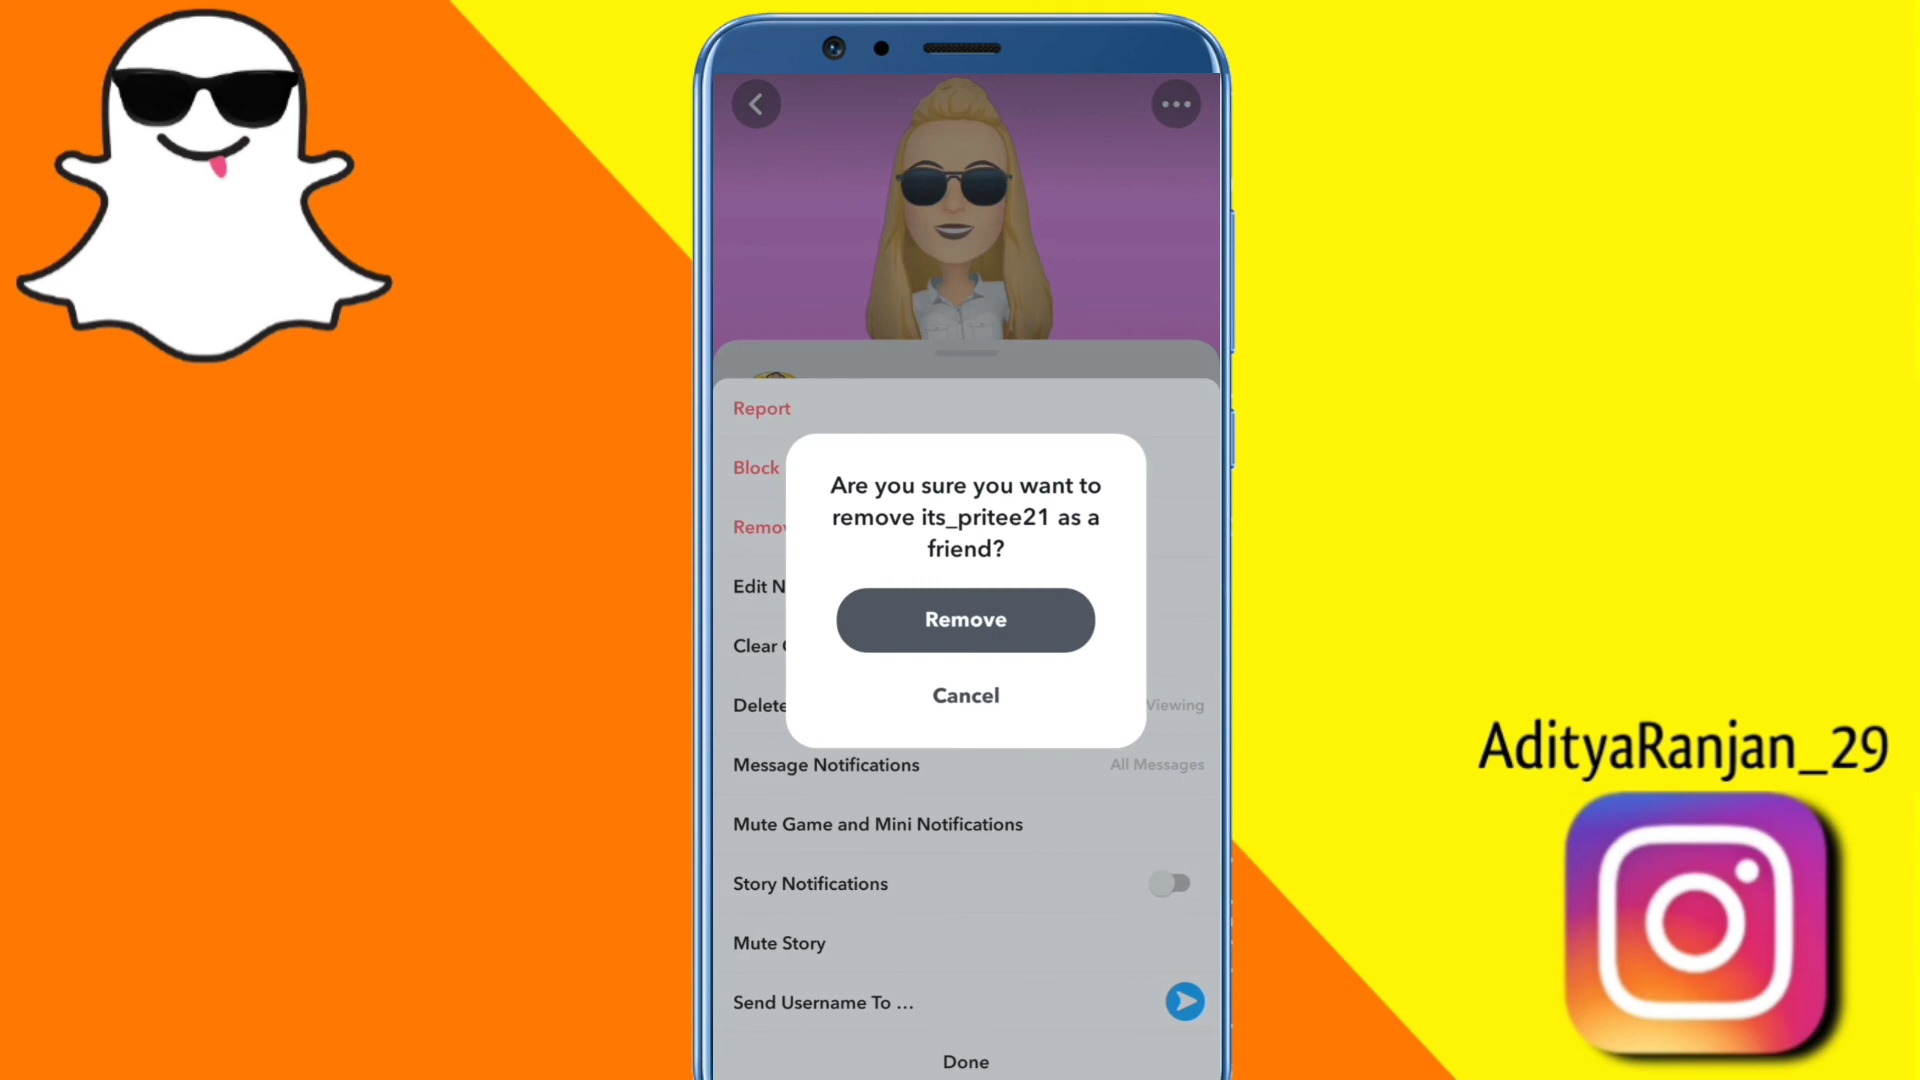 Report
Block
Remo
Are you sure you want to
remove its_pritee21 as a
friend?
Edit N
Remove
Clear
Cancel
Delete
Viewing
Message Notifications
All Messages
Mute Game and Mini Notifications
Story Notifications
Mute Story
Send Username To ...
Done
AdityaRanjan_29